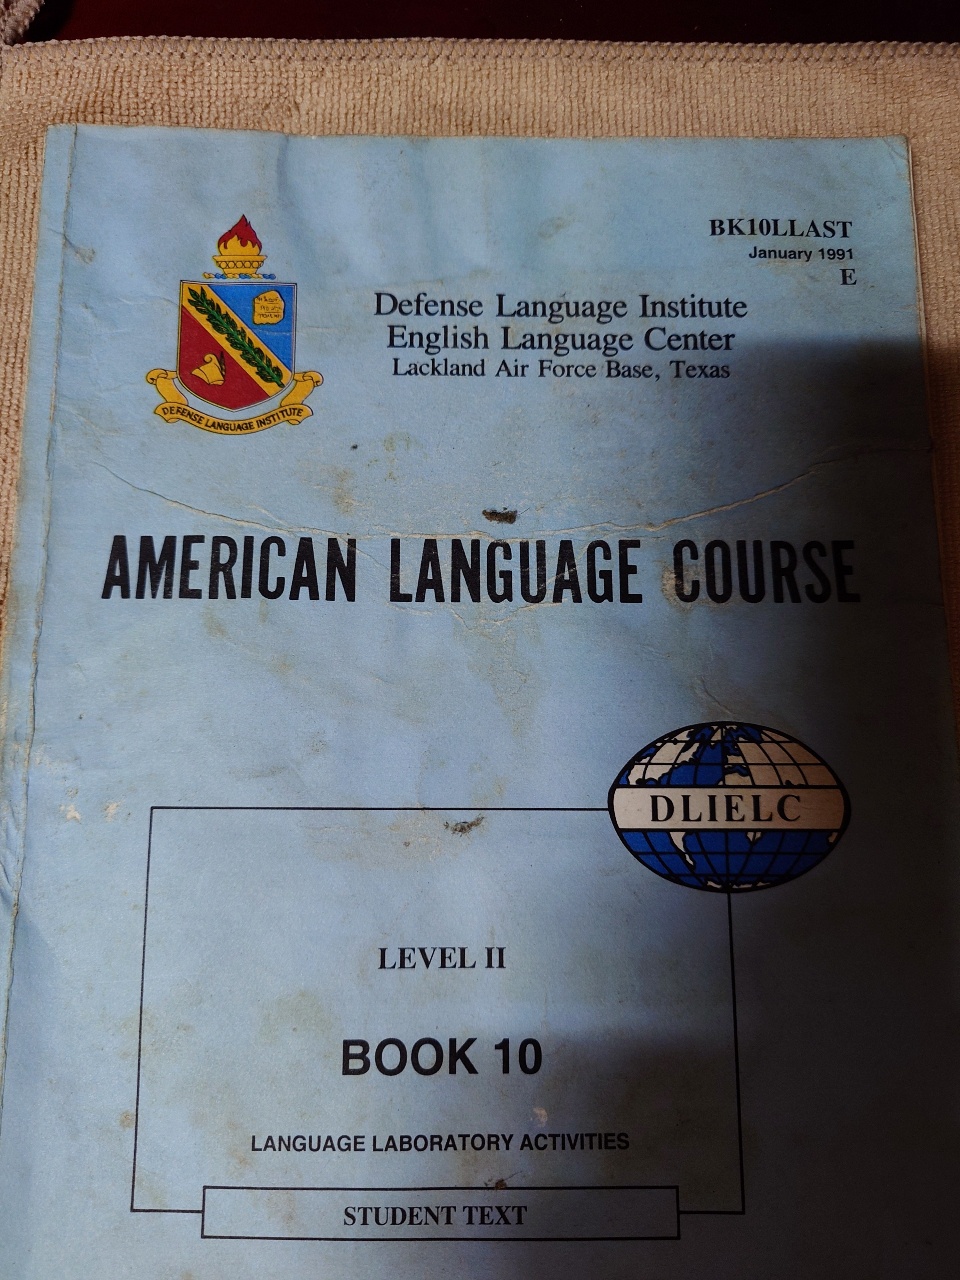 BK10LLAST
January 1991
E
Defense Language Institute
English Language Center
Lackland Air Force Base, Texas
DEFENSE LANGUAGE INSTITUTE
AMERICAN LANGUAGE COURSE
DLIELC
LEVEL II
BOOK 10
LANGUAGE LABORATORY ACTIVITIES
STUDENT TEXT